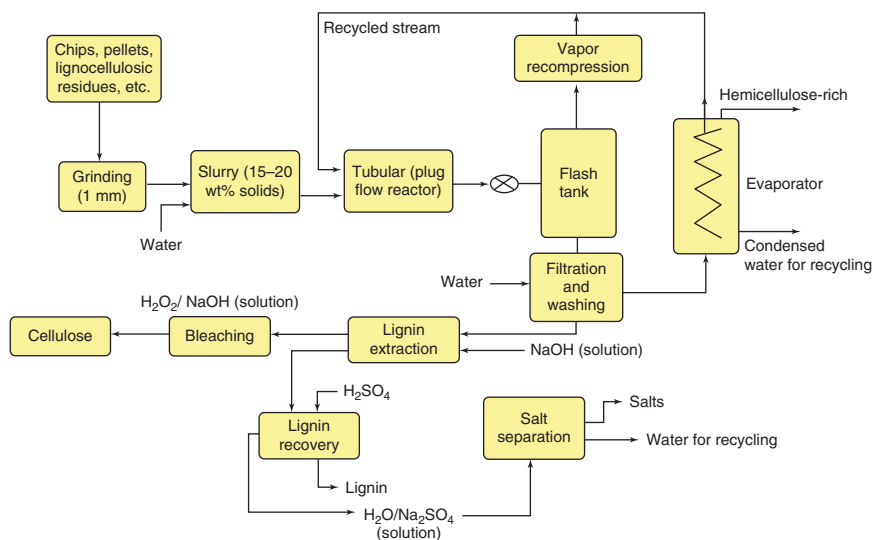 Recycled stream
Chips, pellets,
lignocellulosic
residues, etc.
Vapor
recompression
Hemicellulose-rich
Grinding
(1 mm)
Slurry (15–20
wt% solids)
Tubular (plug
flow reactor)
Flash
tank
Evaporator
Water
Condensed
water for recycling
Water
Filtration
and
washing
H₂O₂/ NaOH (solution)
Cellulose
Bleaching
Lignin
extraction
NaOH (solution)
H₂SO₄
Lignin
recovery
Salt
separation
Salts
Water for recycling
Lignin
H₂O/Na₂SO₄
(solution)